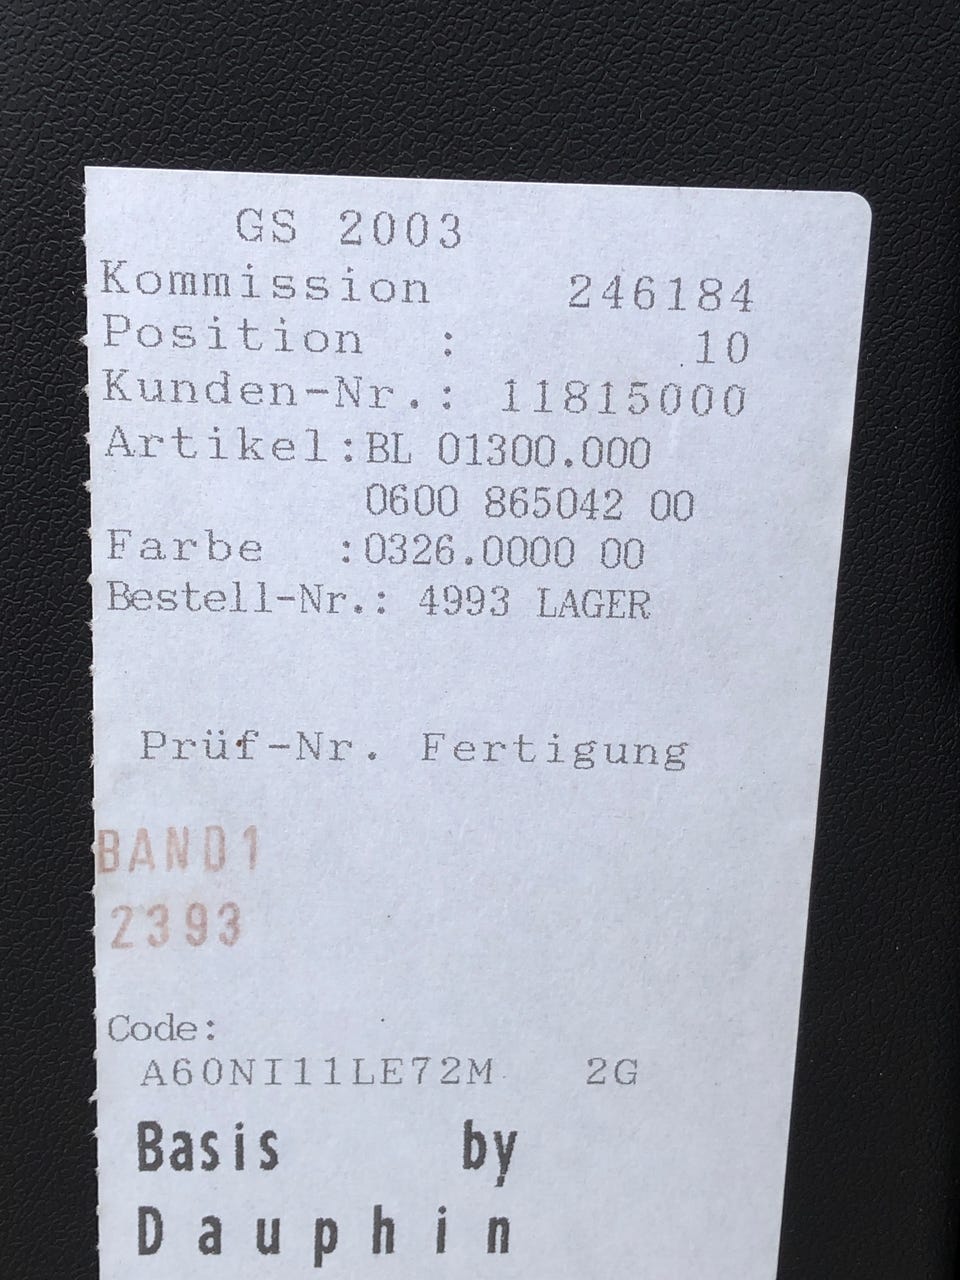 GS 2003
Kommission 246184
Position : 10
Kunden-Nr.: 11815000
Artikel:BL 01300.000
0600 865042 00
Farbe :0326.0000 00
Bestell-Nr.: 4993 LAGER
Prüf-Nr. Fertigung
BAND1
2393
Code:
A60NI11LE72M 2G
Basis by
Dauphin